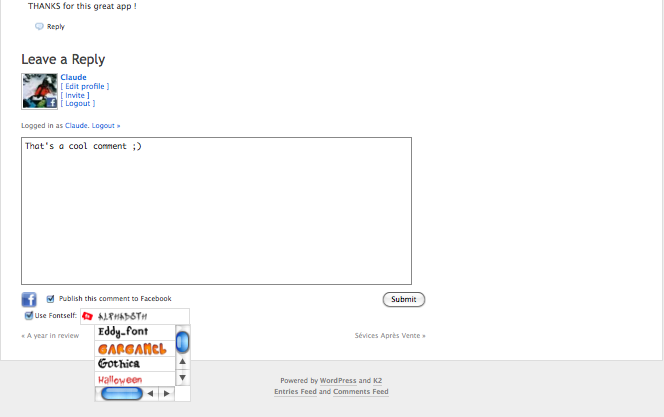 THANKS for this great app !
Reply
Leave a Reply
Claude
[ Edit profile ]
[ Invite ]
[ Logout ]
Logged in as Claude. Logout »
That's a cool comment ;)
Publish this comment to Facebook
Submit
Use Fontself:
Eddy_font
GARGANEL
Gothica
Halloween
« A year in review
Sévices Après Vente »
Powered by WordPress and K2
Entries Feed and Comments Feed